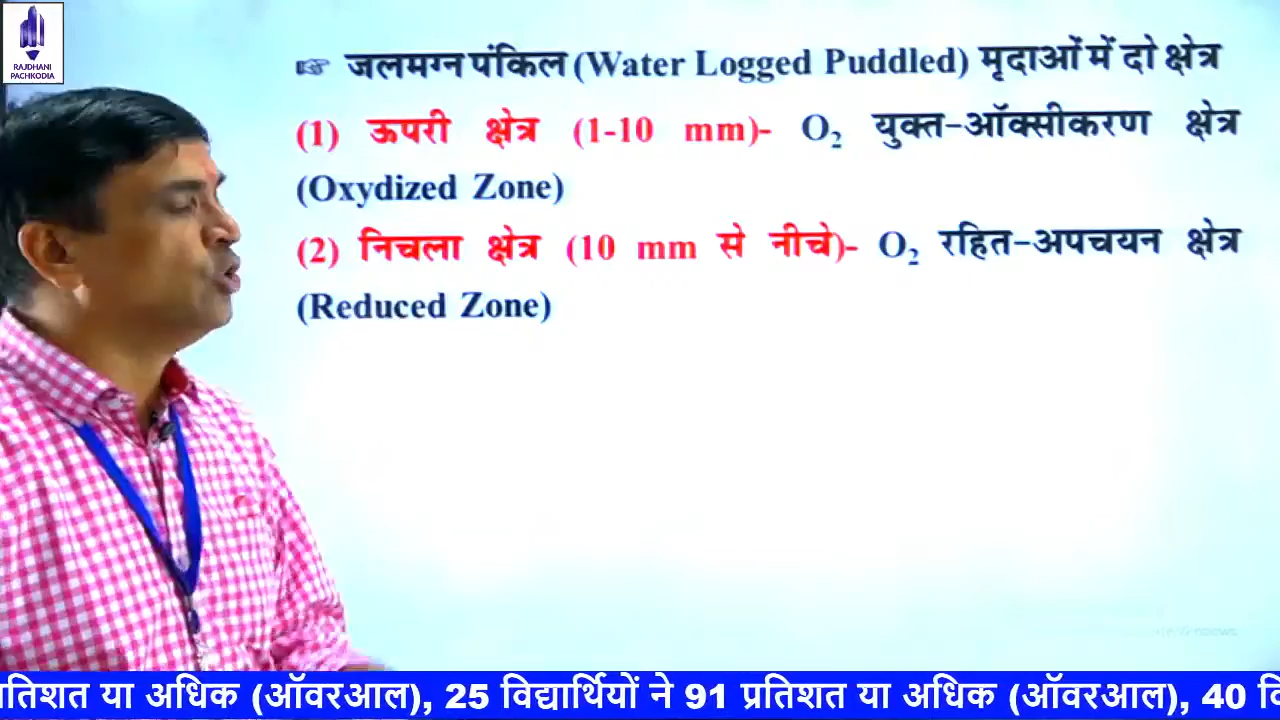 RAJDHANI
PACHKODIA
☞ जलमग्न पंकिल (Water Logged Puddled) मृदाओं में दो क्षेत्र
(1) ऊपरी क्षेत्र (1-10 mm)- O₂ युक्त-ऑक्सीकरण क्षेत्र
(Oxydized Zone)
(2) निचला क्षेत्र (10 mm से नीचे)- O₂ रहित-अपचयन क्षेत्र
(Reduced Zone)
प्रतिशत या अधिक (ऑवरआल), 25 विद्यार्थियों ने 91 प्रतिशत या अधिक (ऑवरआल), 40